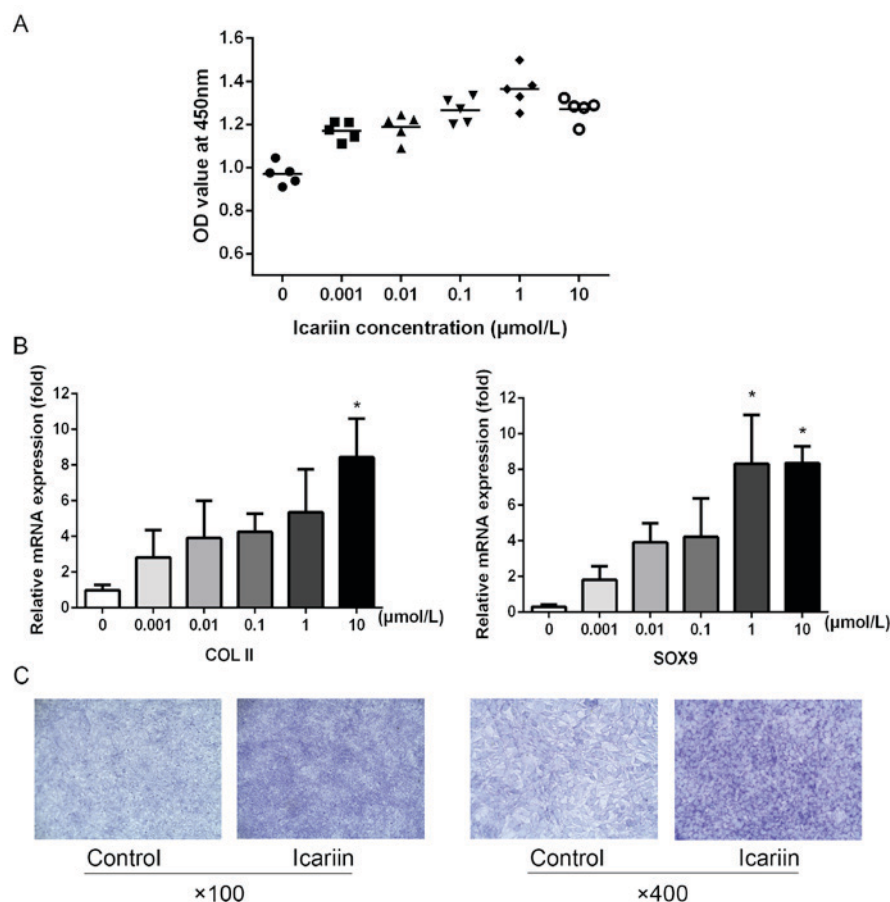 A
OD value at 450nm
1.6
1.4
1.2
1.0
0.8
0.6
0 0.001 0.01 0.1 1 10
Icariin concentration (μmol/L)
B
Relative mRNA expression (fold)
12
10
8
6
4
2
0
*
0 0.001 0.01 0.1 1 10 (μmol/L)
COL II
Relative mRNA expression (fold)
12
10
8
6
4
2
0
*
*
0 0.001 0.01 0.1 1 10 (μmol/L)
SOX9
C
Control Icariin
×100
Control Icariin
×400